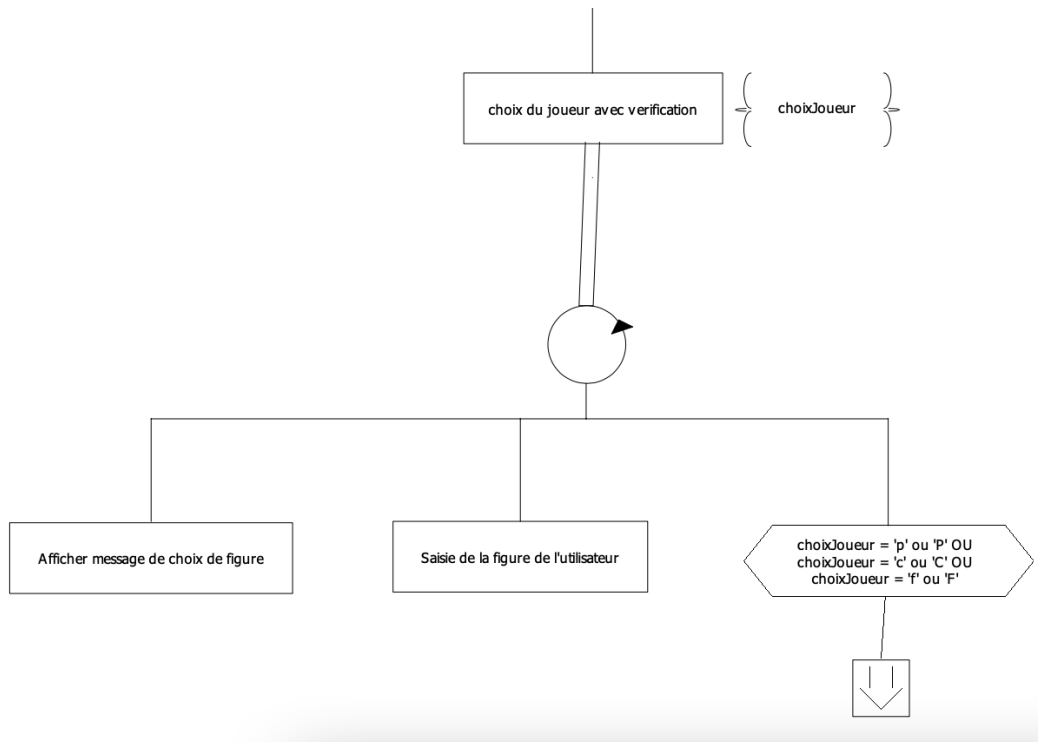 choix du joueur avec verification
choixJoueur
Afficher message de choix de figure
Saisie de la figure de l'utilisateur
choixJoueur = 'p' ou 'P' OU
choixJoueur = 'c' ou 'C' OU
choixJoueur = 'f' ou 'F'